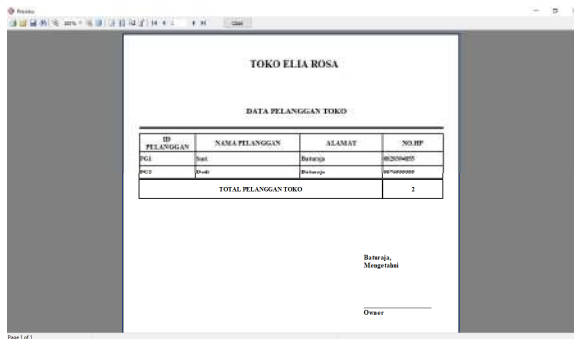 Preview
100%
Close
TOKO ELIA ROSA
DATA PELANGGAN TOKO
ID PELANGGAN NAMA PELANGGAN ALAMAT NO.HP
PG1 Baturaja
PG2 Dedi Baturaja
TOTAL PELANGGAN TOKO 2
Baturaja,
Mengetahui
Owner
Page 1 of 1